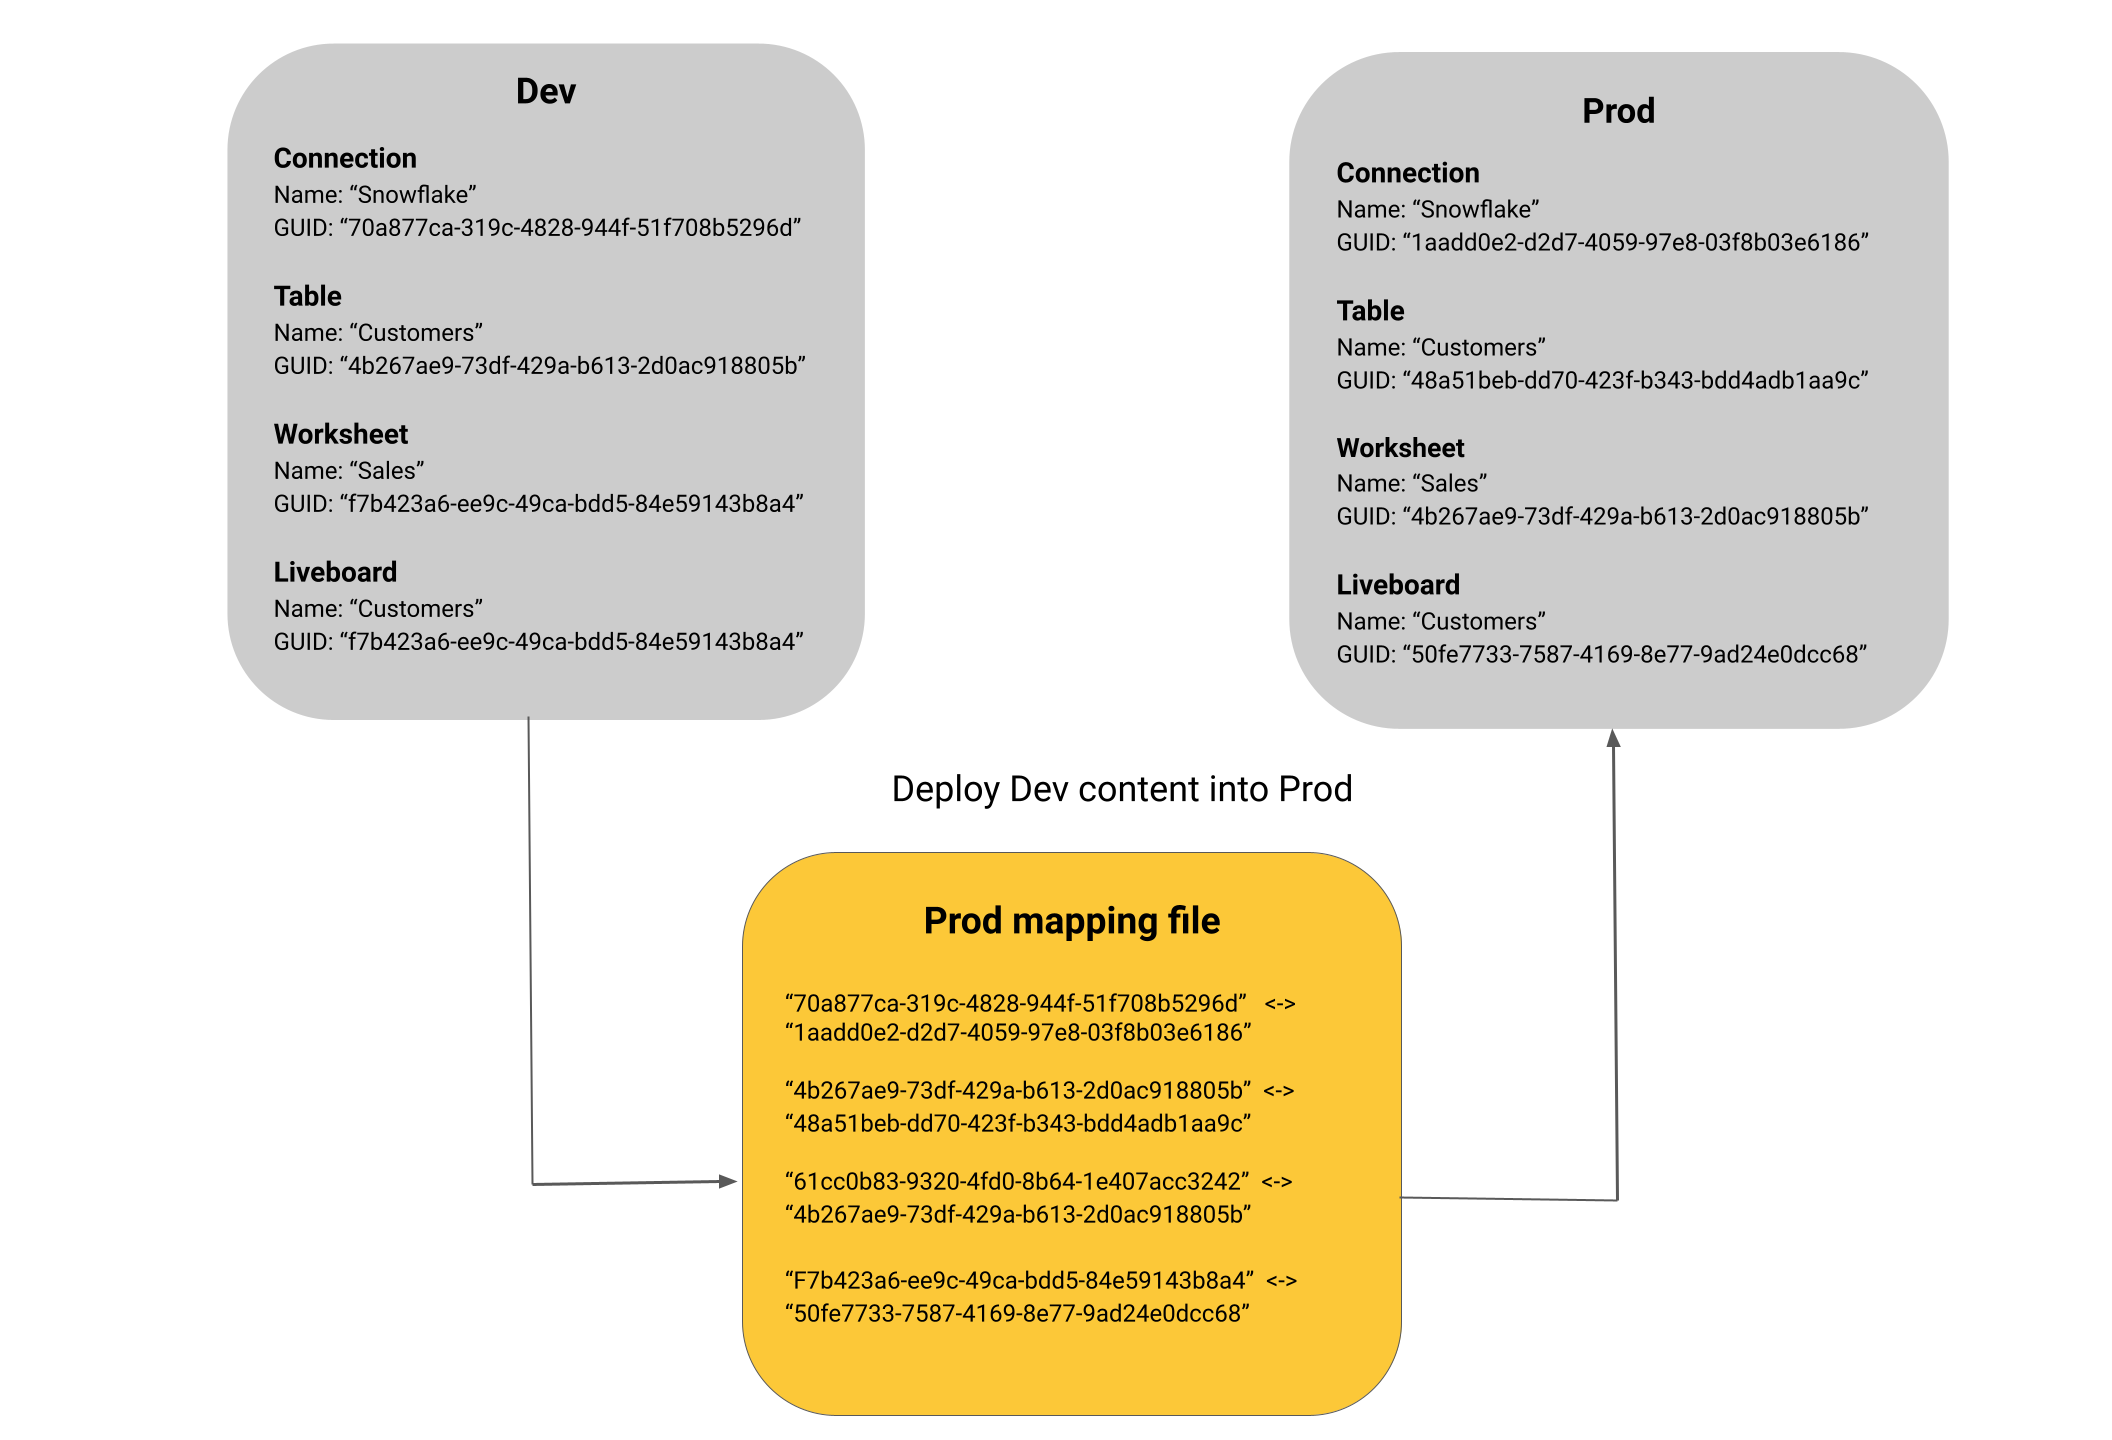 Dev
Connection
Name: “Snowflake”
GUID: “70a877ca-319c-4828-944f-51f708b5296d”
Table
Name: “Customers”
GUID: “4b267ae9-73df-429a-b613-2d0ac918805b”
Worksheet
Name: “Sales”
GUID: “f7b423a6-ee9c-49ca-bdd5-84e59143b8a4”
Liveboard
Name: “Customers”
GUID: “f7b423a6-ee9c-49ca-bdd5-84e59143b8a4”
Prod
Connection
Name: “Snowflake”
GUID: “1aadd0e2-d2d7-4059-97e8-03f8b03e6186”
Table
Name: “Customers”
GUID: “48a51beb-dd70-423f-b343-bdd4adb1aa9c”
Worksheet
Name: “Sales”
GUID: “4b267ae9-73df-429a-b613-2d0ac918805b”
Liveboard
Name: “Customers”
GUID: “50fe7733-7587-4169-8e77-9ad24e0dcc68”
Deploy Dev content into Prod
Prod mapping file
“70a877ca-319c-4828-944f-51f708b5296d” <->
“1aadd0e2-d2d7-4059-97e8-03f8b03e6186”
“4b267ae9-73df-429a-b613-2d0ac918805b” <->
“48a51beb-dd70-423f-b343-bdd4adb1aa9c”
“61cc0b83-9320-4fd0-8b64-1e407acc3242” <->
“4b267ae9-73df-429a-b613-2d0ac918805b”
“F7b423a6-ee9c-49ca-bdd5-84e59143b8a4” <->
“50fe7733-7587-4169-8e77-9ad24e0dcc68”